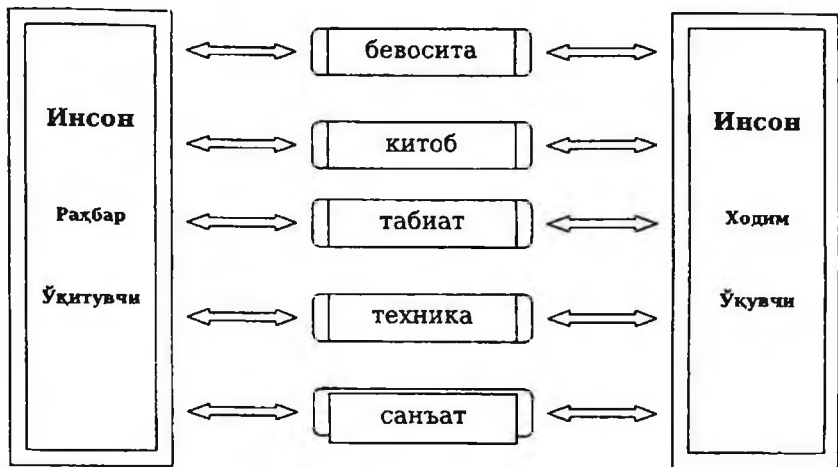 Инсон
Раҳбар
Ўқитувчи
бевосита
китоб
табиат
техника
санъат
Инсон
Ходим
Ўқувчи